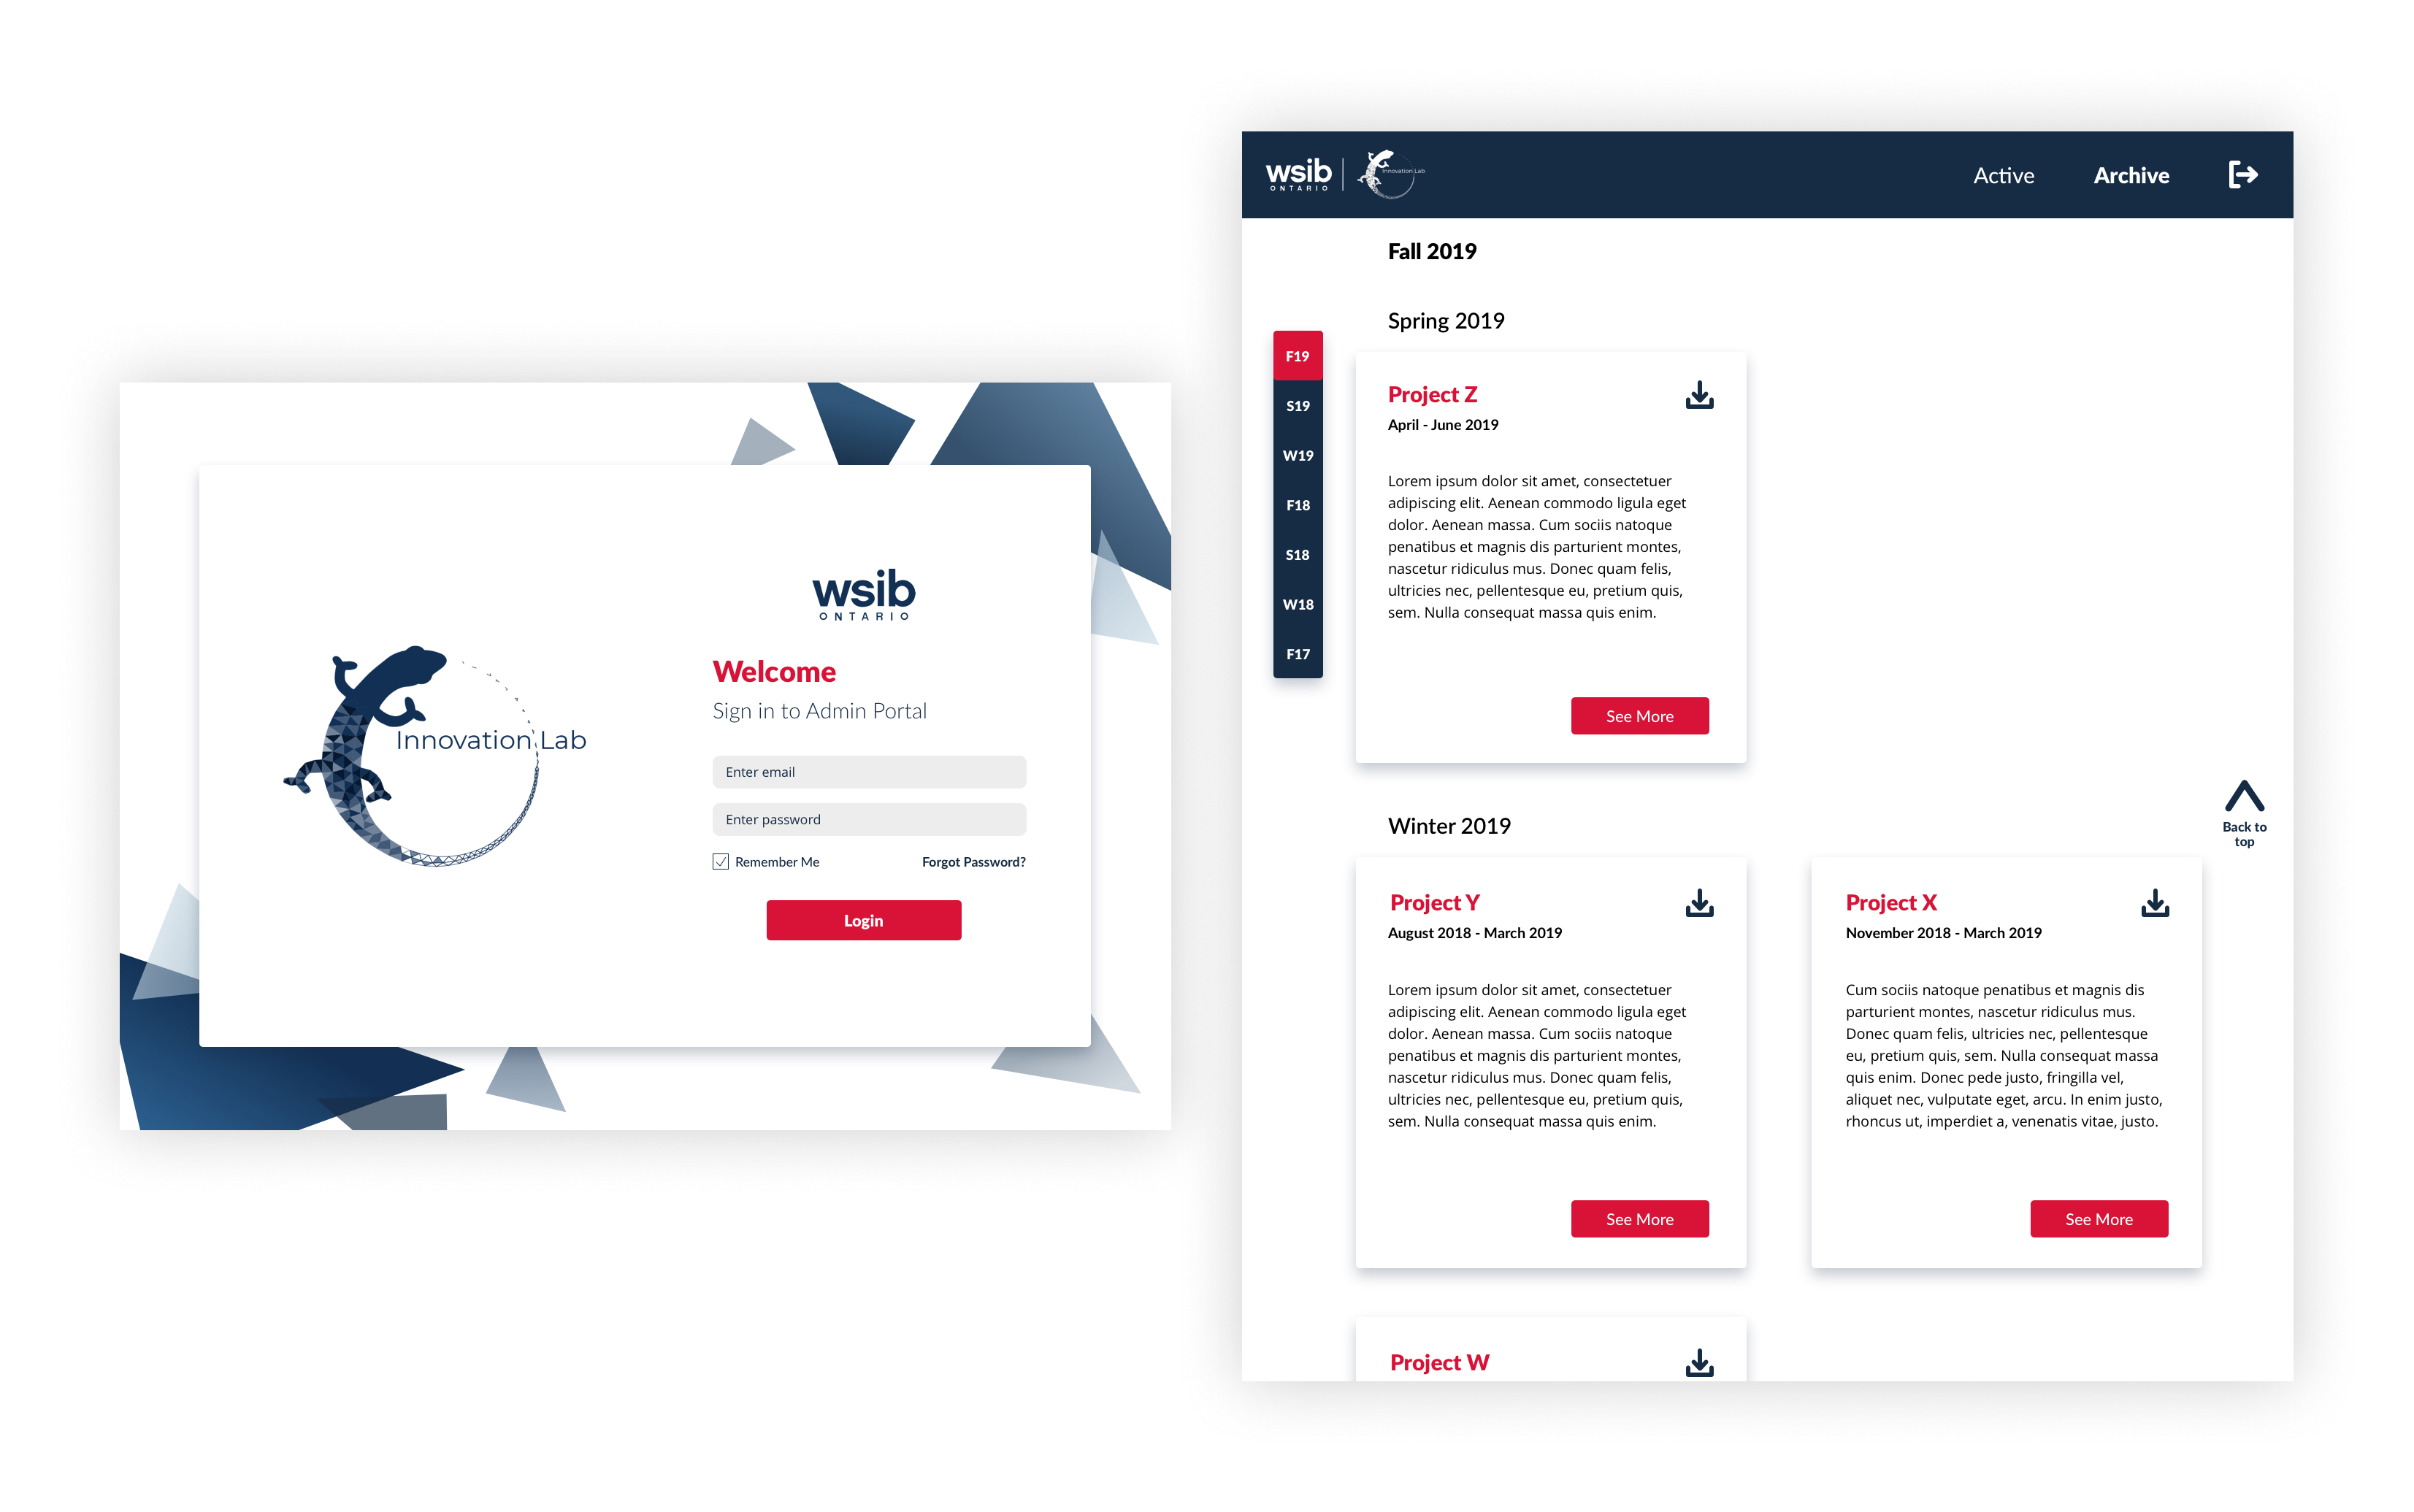 wsib
ONTARIO
Innovation Lab
Welcome
Sign in to Admin Portal
Enter email
Enter password
Remember Me
Forgot Password?
Login
wsib
ONTARIO
Innovation Lab
Active
Archive
Fall 2019
F19
S19
W19
F18
S18
W18
F17
Spring 2019
Project Z
April - June 2019
Lorem ipsum dolor sit amet, consectetuer
adipiscing elit. Aenean commodo ligula eget
dolor. Aenean massa. Cum sociis natoque
penatibus et magnis dis parturient montes,
nascetur ridiculus mus. Donec quam felis,
ultricies nec, pellentesque eu, pretium quis,
sem. Nulla consequat massa quis enim.
See More
Back to
top
Winter 2019
Project Y
August 2018 - March 2019
Lorem ipsum dolor sit amet, consectetuer
adipiscing elit. Aenean commodo ligula eget
dolor. Aenean massa. Cum sociis natoque
penatibus et magnis dis parturient montes,
nascetur ridiculus mus. Donec quam felis,
ultricies nec, pellentesque eu, pretium quis,
sem. Nulla consequat massa quis enim.
See More
Project X
November 2018 - March 2019
Cum sociis natoque penatibus et magnis dis
parturient montes, nascetur ridiculus mus.
Donec quam felis, ultricies nec, pellentesque
eu, pretium quis, sem. Nulla consequat massa
quis enim. Donec pede justo, fringilla vel,
aliquet nec, vulputate eget, arcu. In enim justo,
rhoncus ut, imperdiet a, venenatis vitae, justo.
See More
Project W